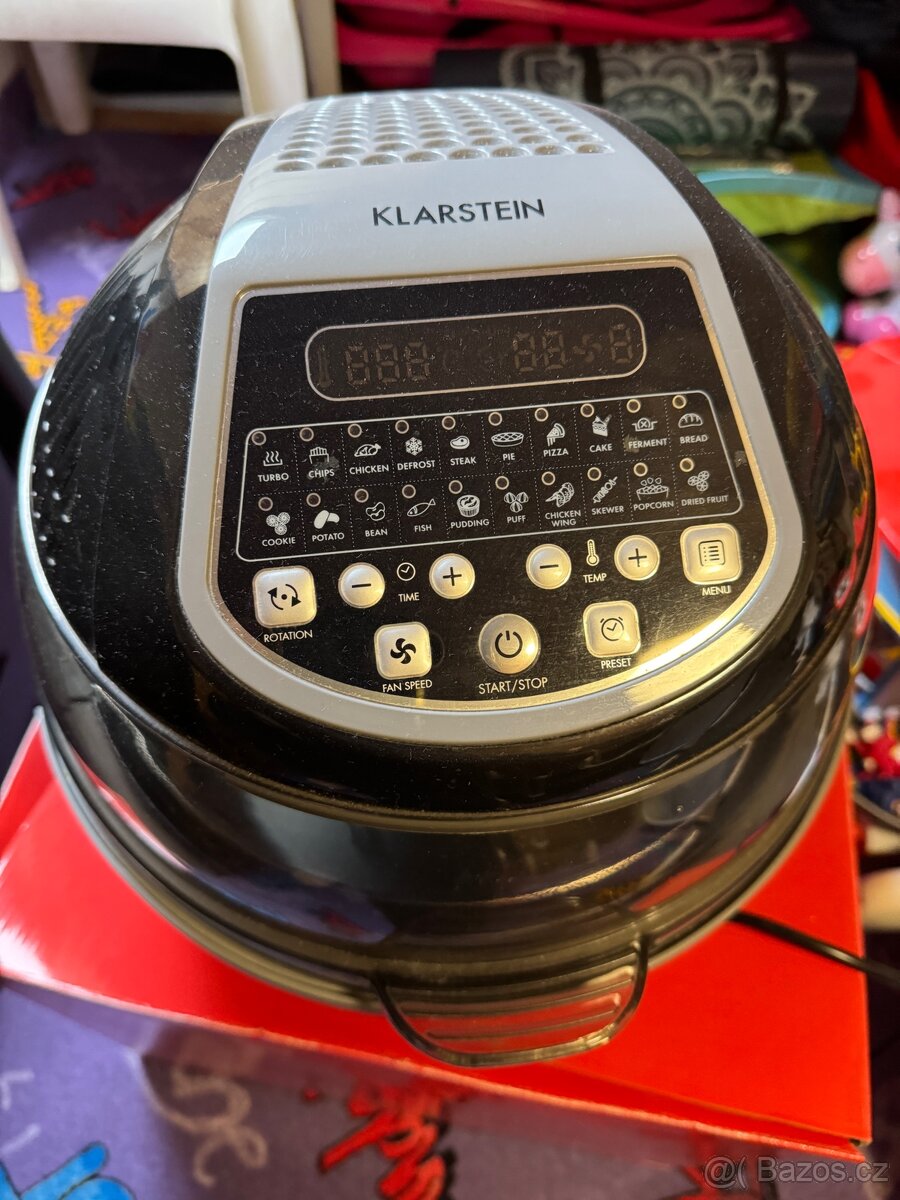 KLARSTEIN
TURBO CHIPS CHICKEN DEFROST STEAK PIE PIZZA CAKE FERMENT BREAD
COOKIE POTATO BEAN FISH PUDDING PUFF CHICKEN WING SKEWER POPCORN DRIED FRUIT
ROTATION TIME TEMP MENU
FAN SPEED START/STOP PRESET
Bazos.cz